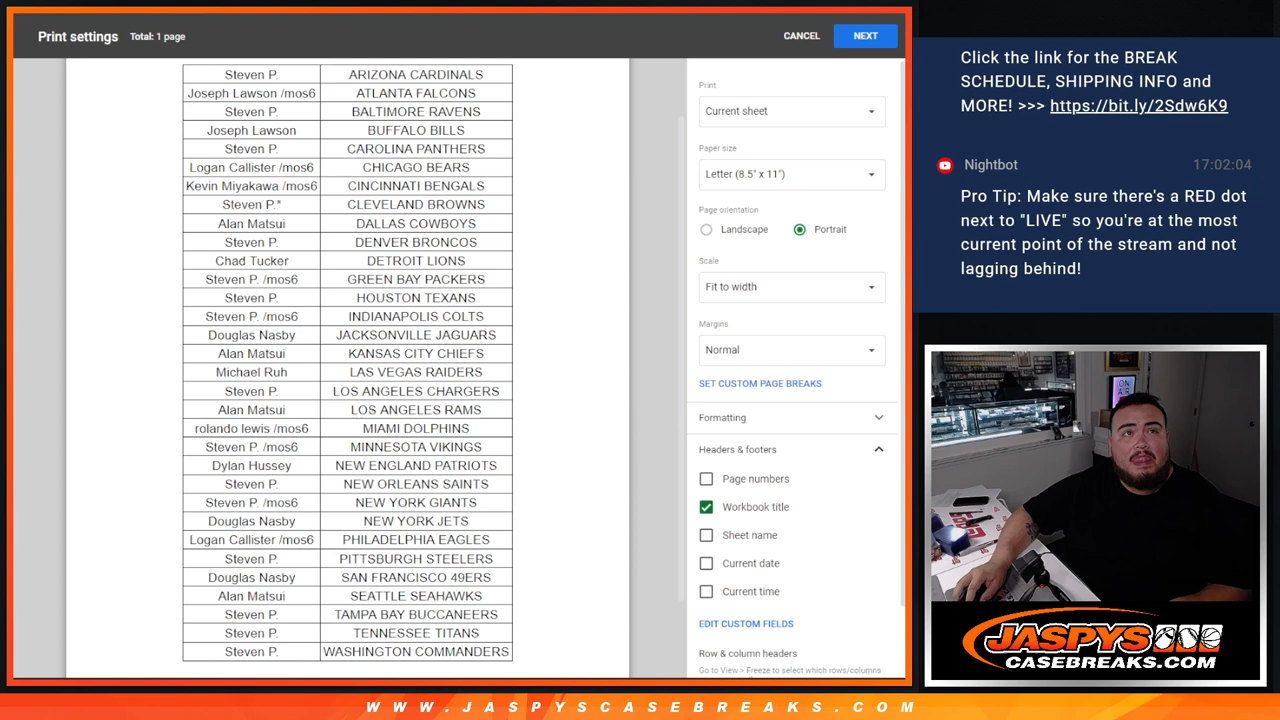 Print settings Total: 1 page CANCEL NEXT
Steven P. ARIZONA CARDINALS
Joseph Lawson /mos6 ATLANTA FALCONS
Steven P. BALTIMORE RAVENS
Joseph Lawson BUFFALO BILLS
Steven P. CAROLINA PANTHERS
Logan Callister /mos6 CHICAGO BEARS
Kevin Miyakawa /mos6 CINCINNATI BENGALS
Steven P.* CLEVELAND BROWNS
Alan Matsui DALLAS COWBOYS
Steven P. DENVER BRONCOS
Chad Tucker DETROIT LIONS
Steven P. /mos6 GREEN BAY PACKERS
Steven P. HOUSTON TEXANS
Steven P. /mos6 INDIANAPOLIS COLTS
Douglas Nasby JACKSONVILLE JAGUARS
Alan Matsui KANSAS CITY CHIEFS
Michael Ruh LAS VEGAS RAIDERS
Steven P. LOS ANGELES CHARGERS
Alan Matsui LOS ANGELES RAMS
rolando lewis /mos6 MIAMI DOLPHINS
Steven P. /mos6 MINNESOTA VIKINGS
Dylan Hussey NEW ENGLAND PATRIOTS
Steven P. NEW ORLEANS SAINTS
Steven P. /mos6 NEW YORK GIANTS
Douglas Nasby NEW YORK JETS
Logan Callister /mos6 PHILADELPHIA EAGLES
Steven P. PITTSBURGH STEELERS
Douglas Nasby SAN FRANCISCO 49ERS
Alan Matsui SEATTLE SEAHAWKS
Steven P. TAMPA BAY BUCCANEERS
Steven P. TENNESSEE TITANS
Steven P. WASHINGTON COMMANDERS
Print
Current sheet
Paper size
Letter (8.5" x 11")
Page orientation
Landscape Portrait
Scale
Fit to width
Margins
Normal
SET CUSTOM PAGE BREAKS
Formatting
Headers & footers
Page numbers
Workbook title
Sheet name
Current date
Current time
EDIT CUSTOM FIELDS
Row & column headers
Go to View > Freeze to select which rows/columns
Click the link for the BREAK
SCHEDULE, SHIPPING INFO and
MORE! >>> https://bit.ly/2Sdw6K9
Nightbot 17:02:04
Pro Tip: Make sure there's a RED dot
next to "LIVE" so you're at the most
current point of the stream and not
lagging behind!
ON
JASPYS
CASEBREAKS.COM
WWW.JASPYSCASEBREAKS.COM